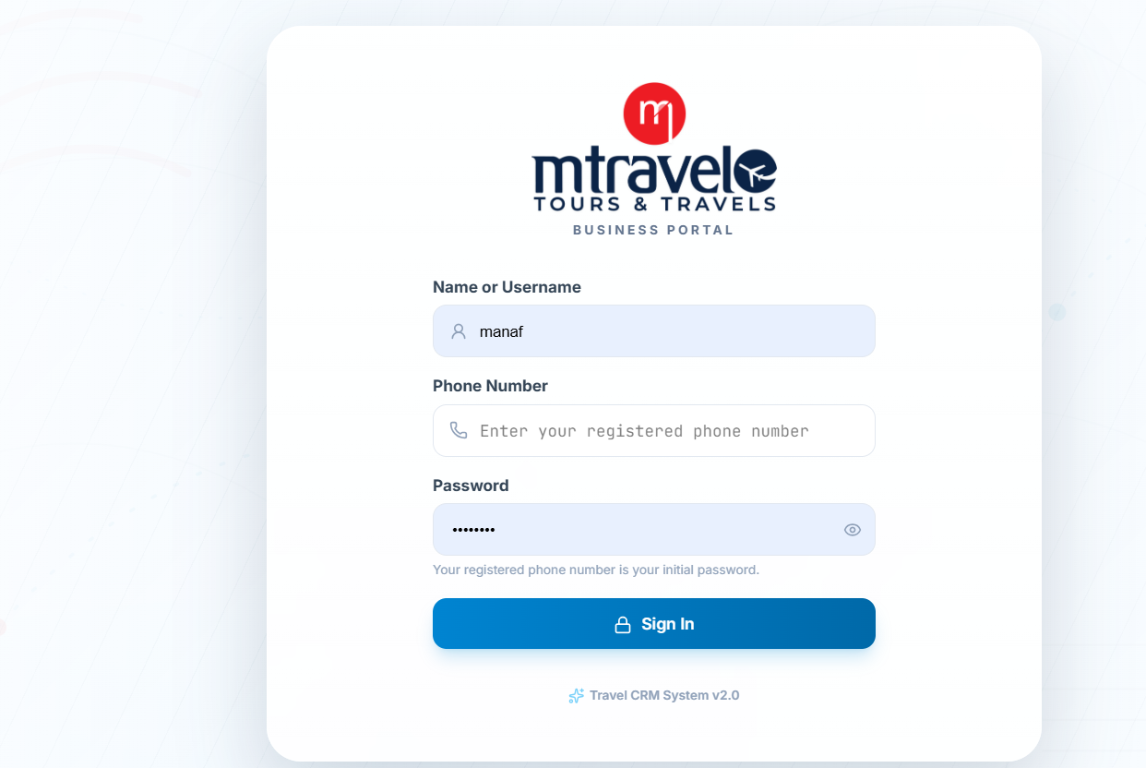 m
mtravelo
TOURS & TRAVELS
BUSINESS PORTAL
Name or Username
manaf
Phone Number
Enter your registered phone number
Password
••••••••
Your registered phone number is your initial password.
Sign In
Travel CRM System v2.0